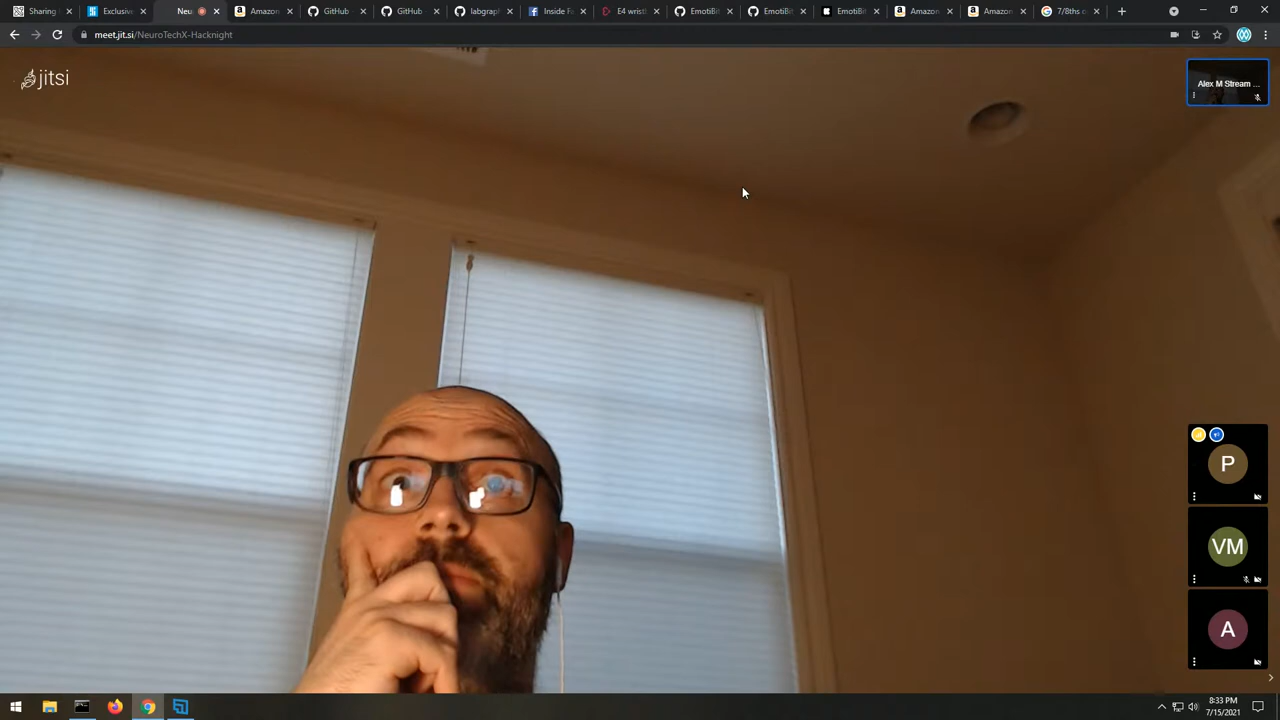 Sharing
Exclusive
Neu
Amazon
GitHub
GitHub
labgraph
Inside F
E4 wrist
EmotiBit
EmotiBit
EmotiBit
Amazon
Amazon
7/8ths o
meet.jit.si/NeuroTechX-Hacknight
jitsi
Alex M Stream ...
P
VM
A
8:33 PM
7/15/2021